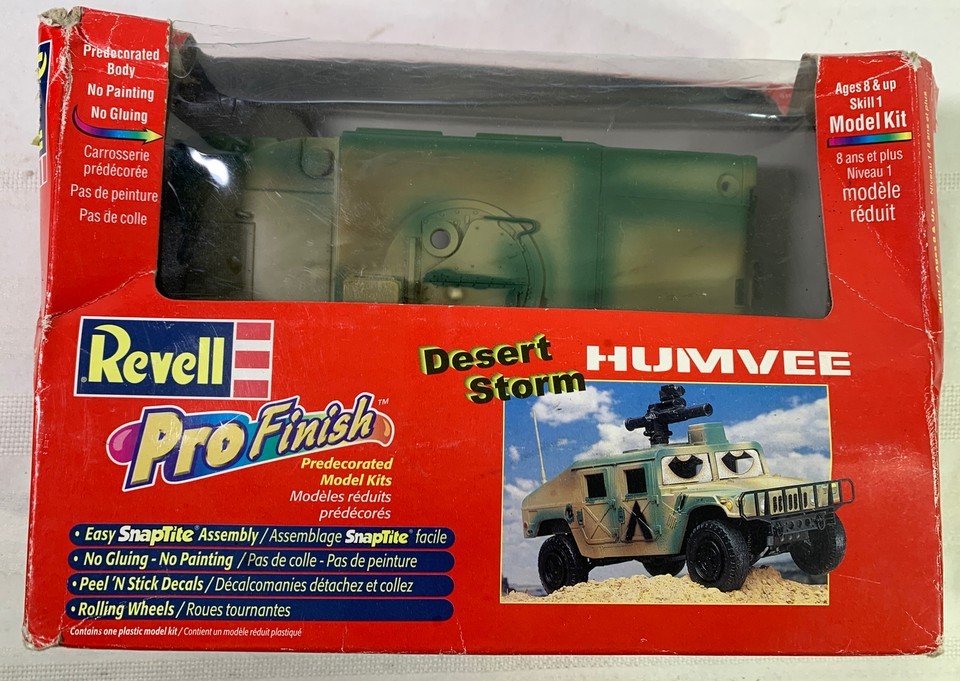 Predecorated
Body
No Painting
No Gluing
Carrosserie
prédécorée
Pas de peinture
Pas de colle
Ages 8 & up
Skill 1
Model Kit
8 ans et plus
Niveau 1
modèle
réduit
Revell
Desert
Storm
HUMVEE
Pro Finish™
Predecorated
Model Kits
Modèles réduits
prédécorés
• Easy SnapTite® Assembly / Assemblage SnapTite® facile
• No Gluing - No Painting / Pas de colle - Pas de peinture
• Peel 'N Stick Decals / Décalcomanies détachez et collez
• Rolling Wheels / Roues tournantes
Contains one plastic model kit / Contient un modèle réduit plastiqué